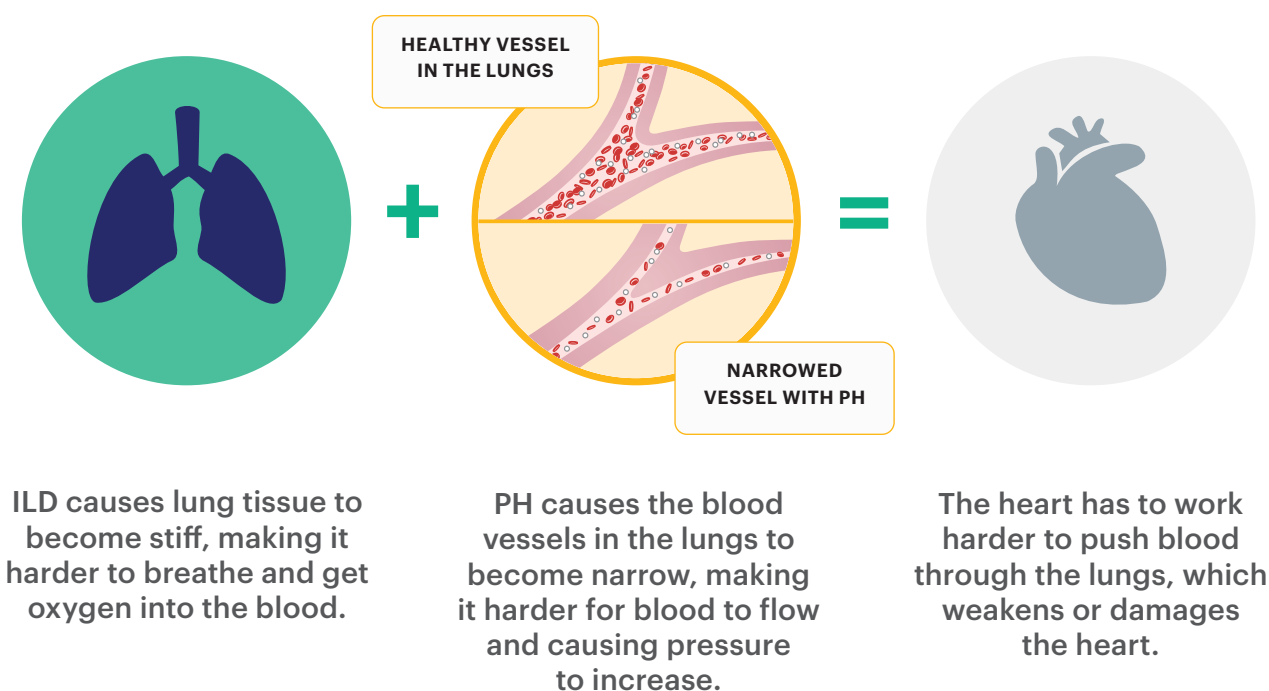 HEALTHY VESSEL
IN THE LUNGS
NARROWED
VESSEL WITH PH
ILD causes lung tissue to
become stiff, making it
harder to breathe and get
oxygen into the blood.
PH causes the blood
vessels in the lungs to
become narrow, making
it harder for blood to flow
and causing pressure
to increase.
The heart has to work
harder to push blood
through the lungs, which
weakens or damages
the heart.